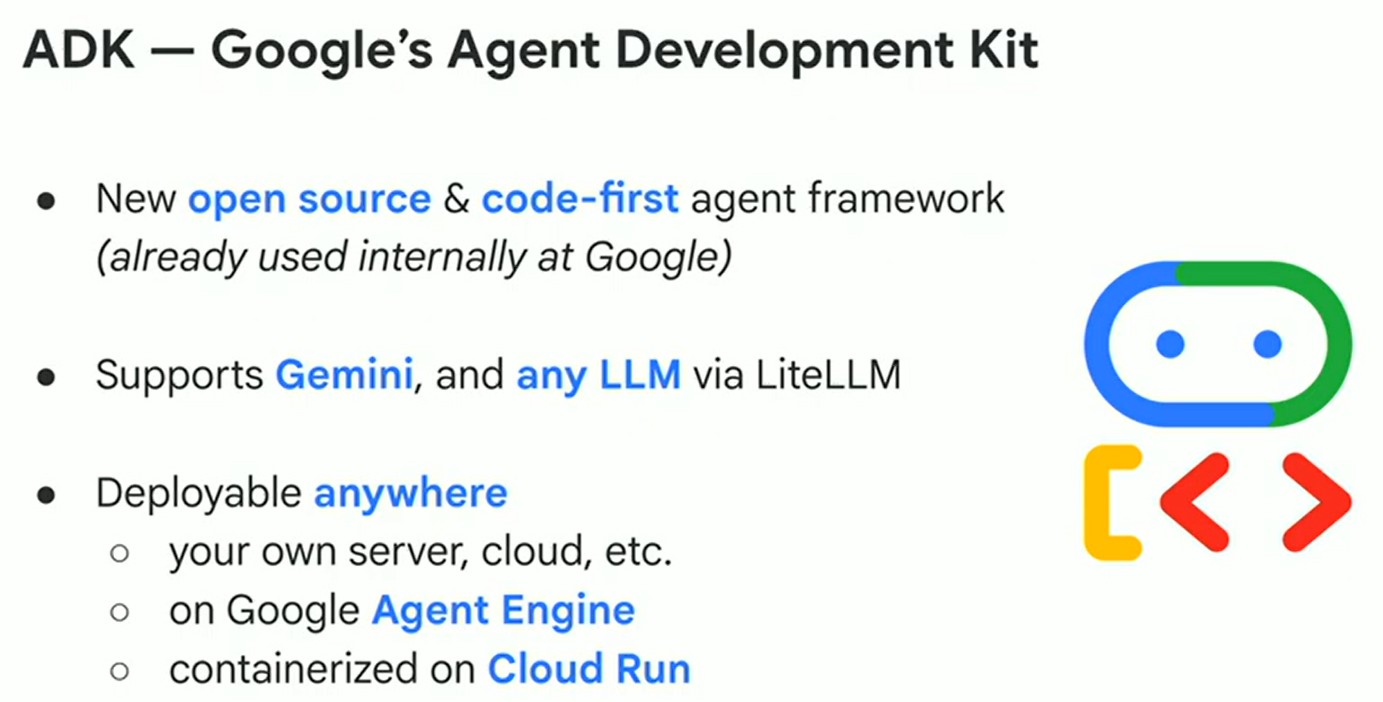 ADK — Google's Agent Development Kit
● New open source & code-first agent framework
(already used internally at Google)
● Supports Gemini, and any LLM via LiteLLM
● Deployable anywhere
○ your own server, cloud, etc.
○ on Google Agent Engine
○ containerized on Cloud Run